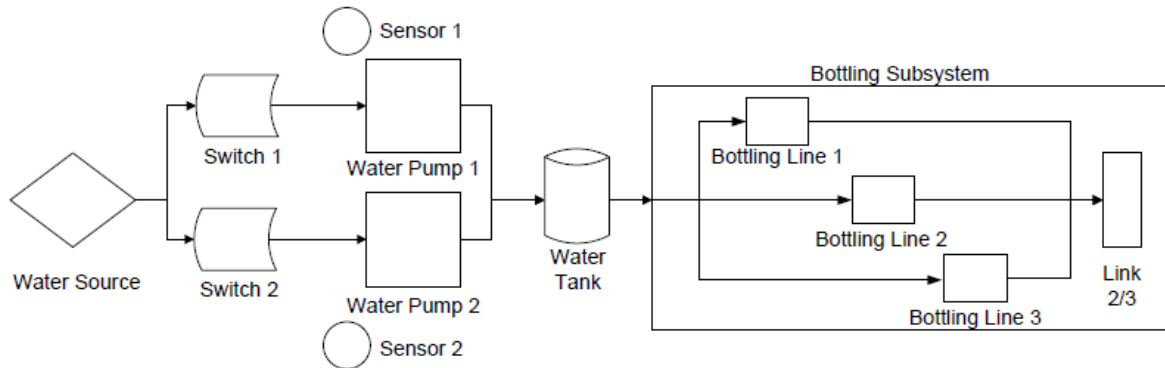 Sensor 1
Bottling Subsystem
Switch 1
Water Pump 1
Bottling Line 1
Water Source
Switch 2
Water Pump 2
Water
Tank
Bottling Line 2
Bottling Line 3
Link
2/3
Sensor 2